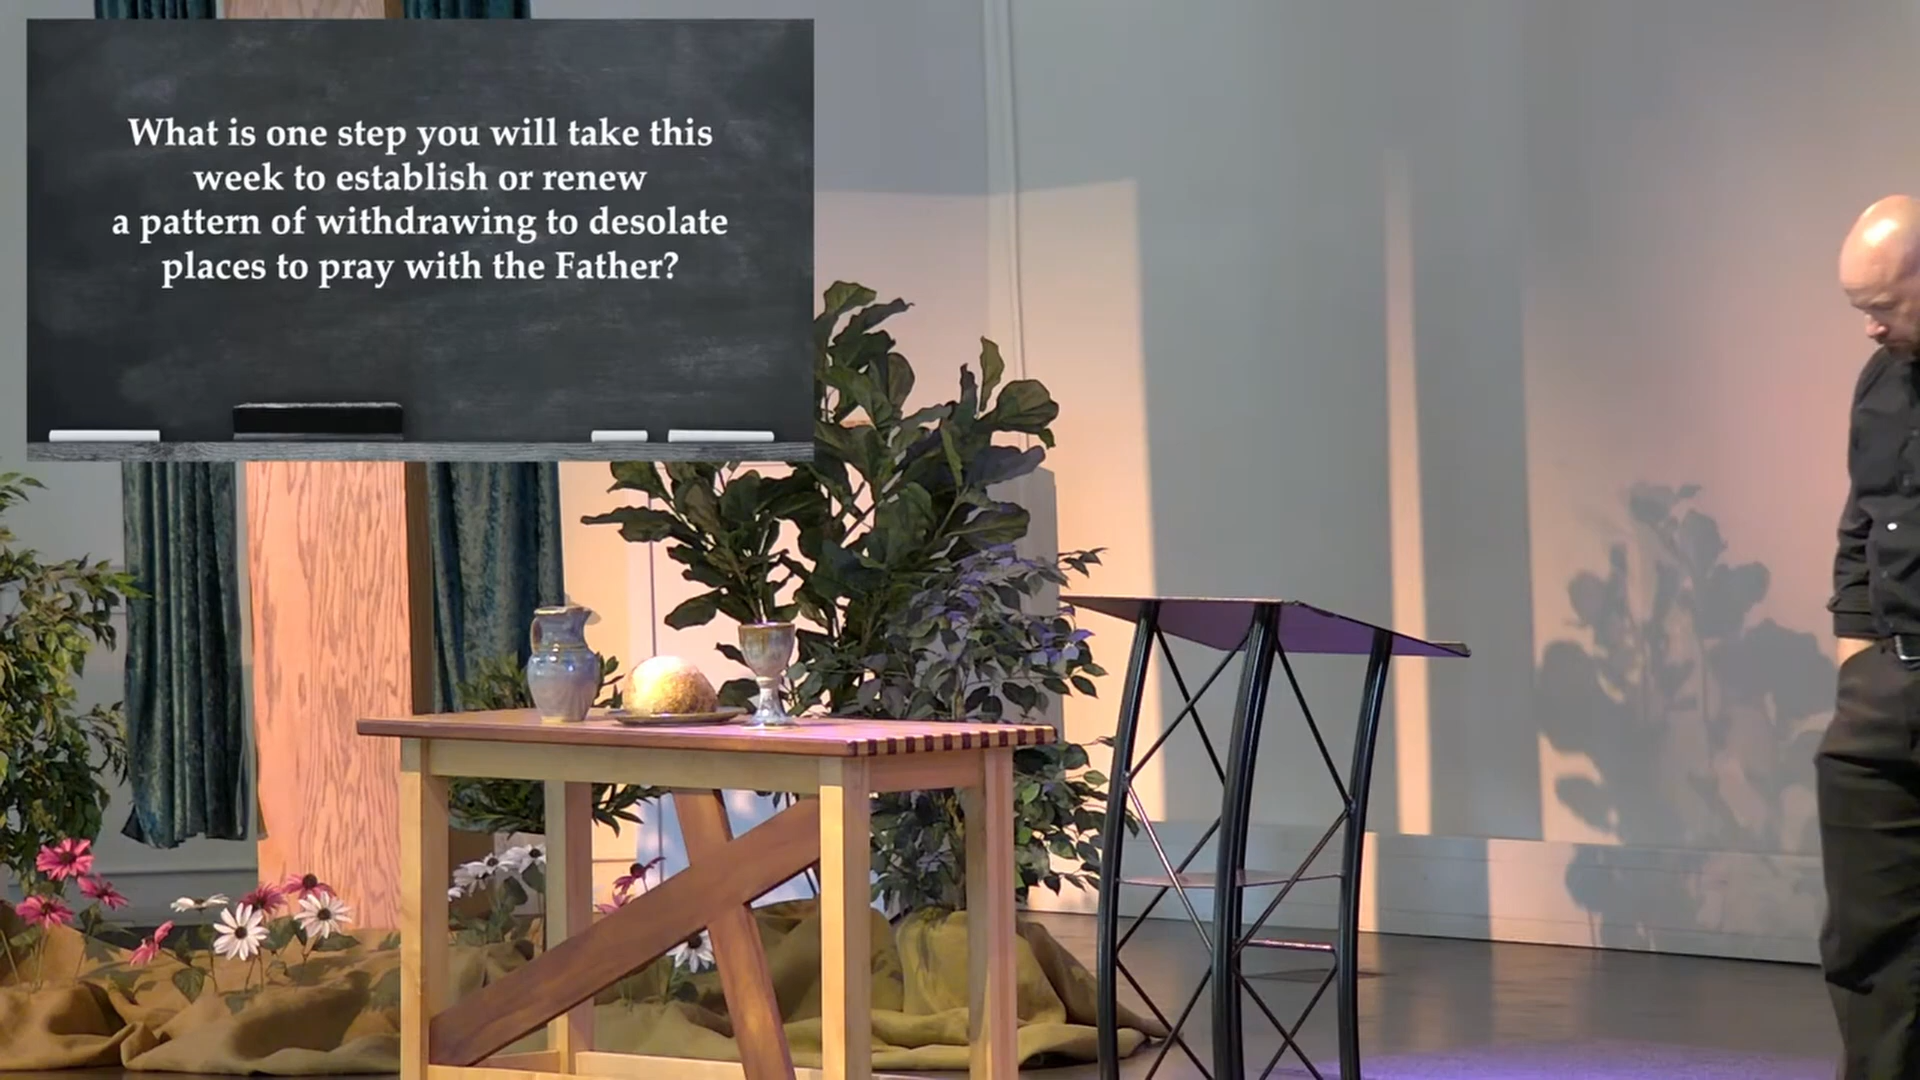 What is one step you will take this
week to establish or renew
a pattern of withdrawing to desolate
places to pray with the Father?